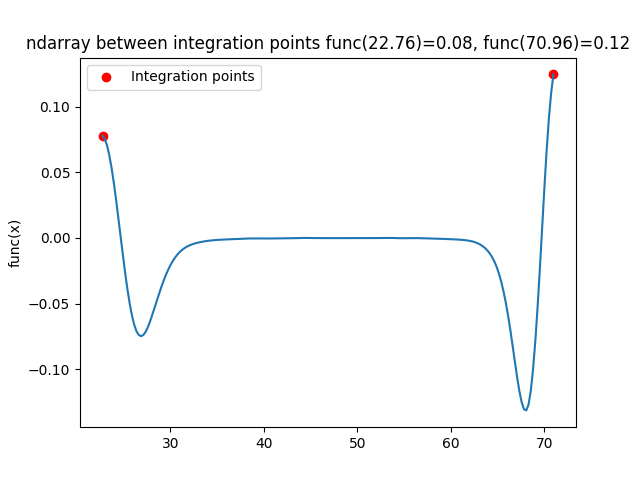 ndarray between integration points func(22.76)=0.08, func(70.96)=0.12
Integration points
0.10
0.05
0.00
−0.05
−0.10
func(x)
30 40 50 60 70